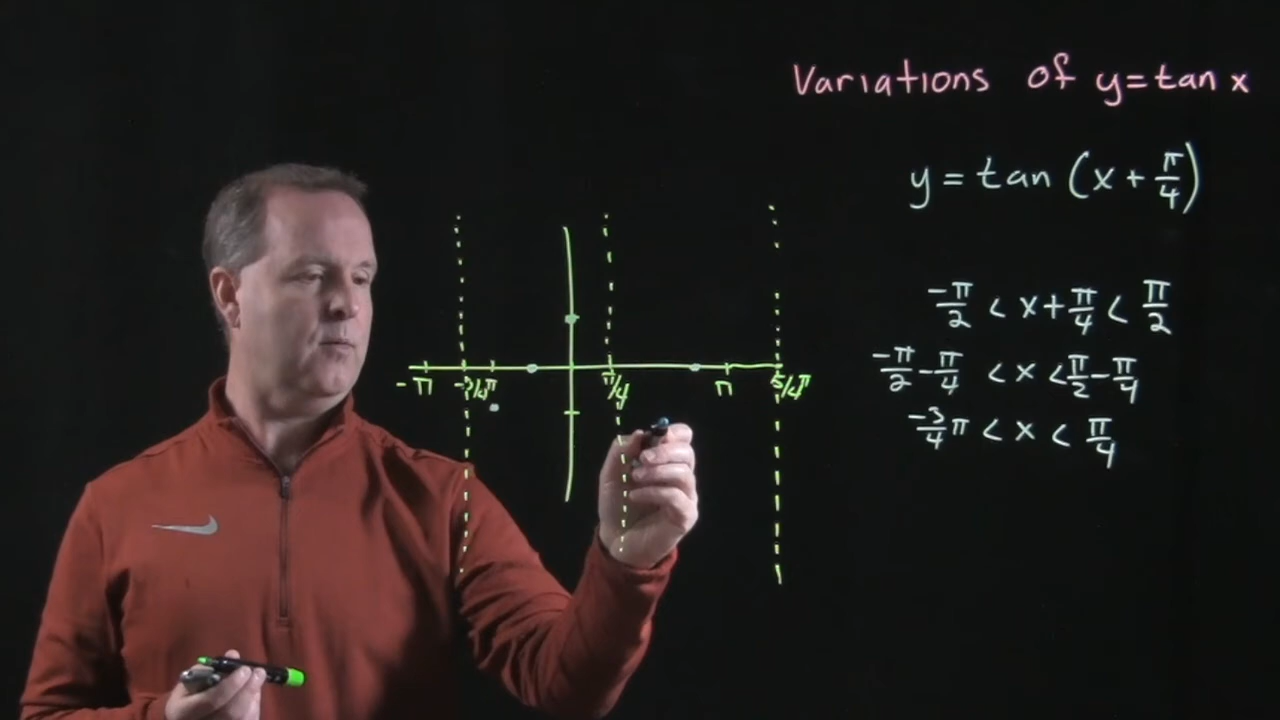 Variations of y=tan x
y = tan (x + π/4)
-π/2 < x+π/4 < π/2
-π/2 - π/4 < x < π/2 - π/4
-3/4 π < x < π/4
-π -3/4π π/4 π 5/4π